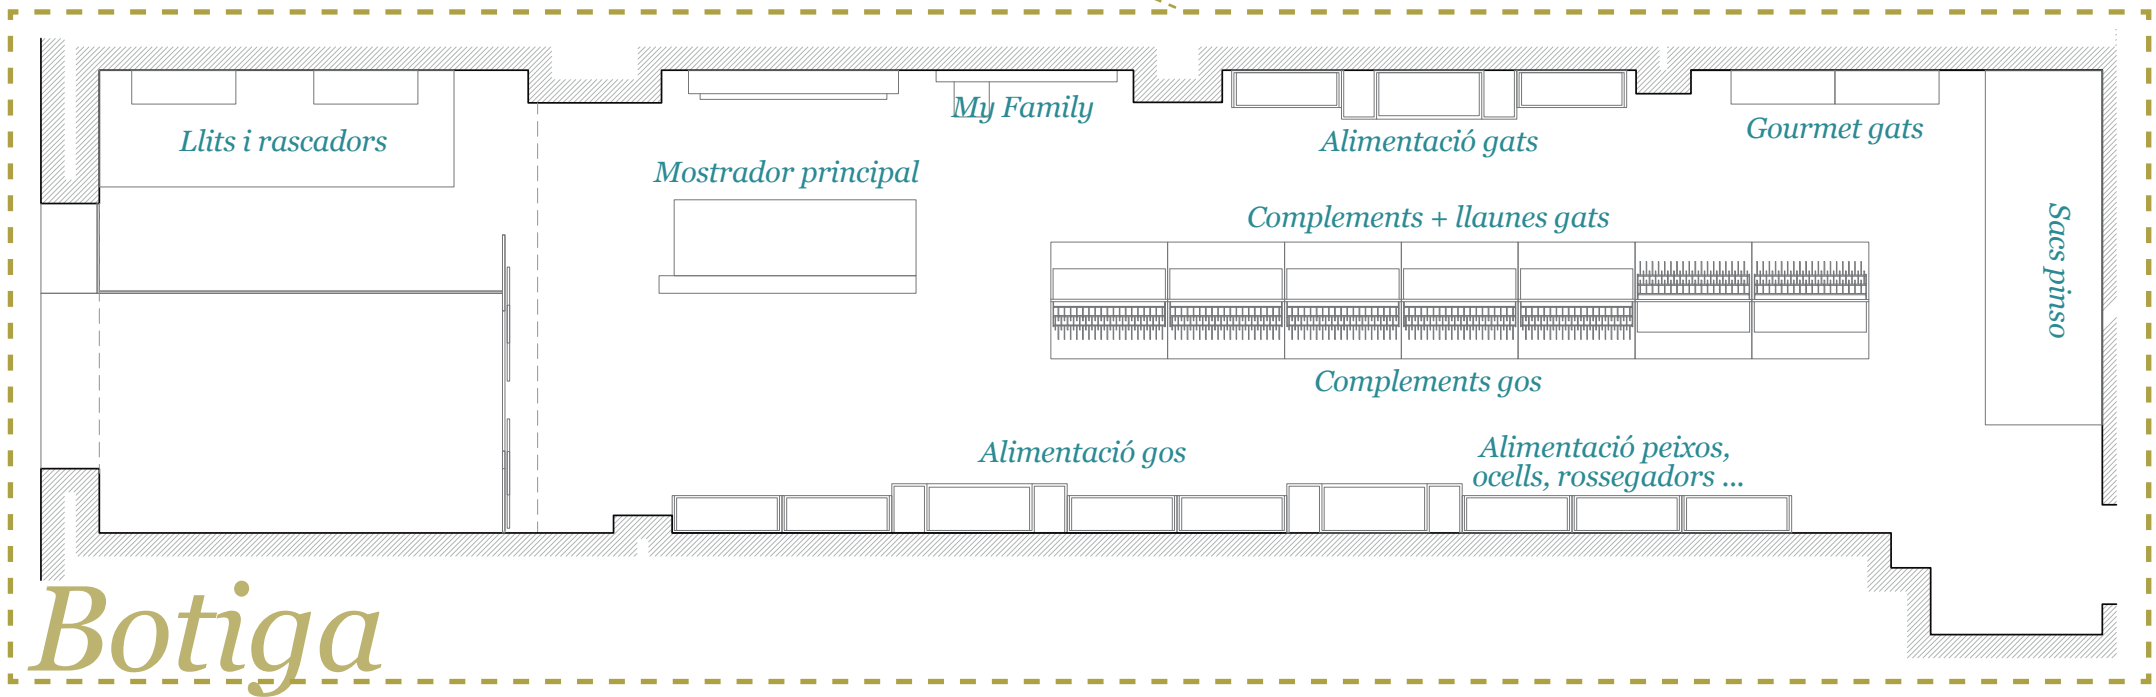 My Family
Llits i rascadors
Alimentació gats
Gourmet gats
Mostrador principal
Complements + llaunes gats
Sacs pinso
Complements gos
Alimentació gos
Alimentació peixos,
ocells, rossegadors ...
Botiga